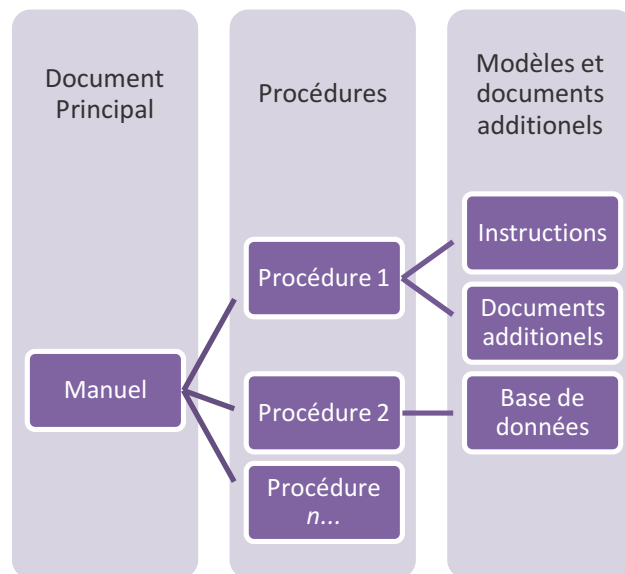 Document
Principal
Procédures
Modèles et
documents
additionels
Manuel
Procédure 1
Procédure 2
Procédure
n...
Instructions
Documents
additionels
Base de
données